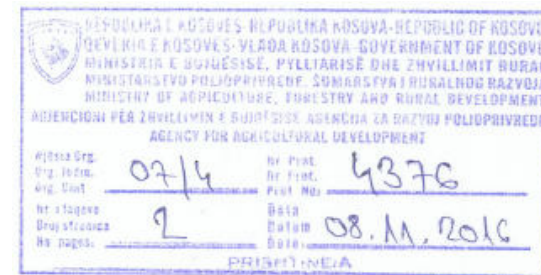 REPUBLIKA E KOSOVËS-REPUBLIKA KOSOVA-REPUBLIC OF KOSOVO
QEVERIA E KOSOVËS-VLADA KOSOVA-GOVERNMENT OF KOSOVO
MINISTRIA E BUJQËSISË, PYLLTARISË DHE ZHVILLIMIT RURAL
MINISTARSTVO POLJOPRIVREDE, ŠUMARSTVA I RURALNOG RAZVOJA
MINISTRY OF AGRICULTURE, FORESTRY AND RURAL DEVELOPMENT
AGJENCIONI PËR ZHVILLIMIN E BUJQËSISË AGENCIJA ZA RAZVOJ POLJOPRIVREDE
AGENCY FOR AGRICULTURAL DEVELOPMENT
Njësia Org.
Org. Jedin.
Org. Unit 07/4
Nr Prot.
Br Prot.
Prot No: 4376
Nr i faqeve
Broj stranica
No pages: 2
Data
Datum
Date: 08.11.2016
PRISHTINË/A